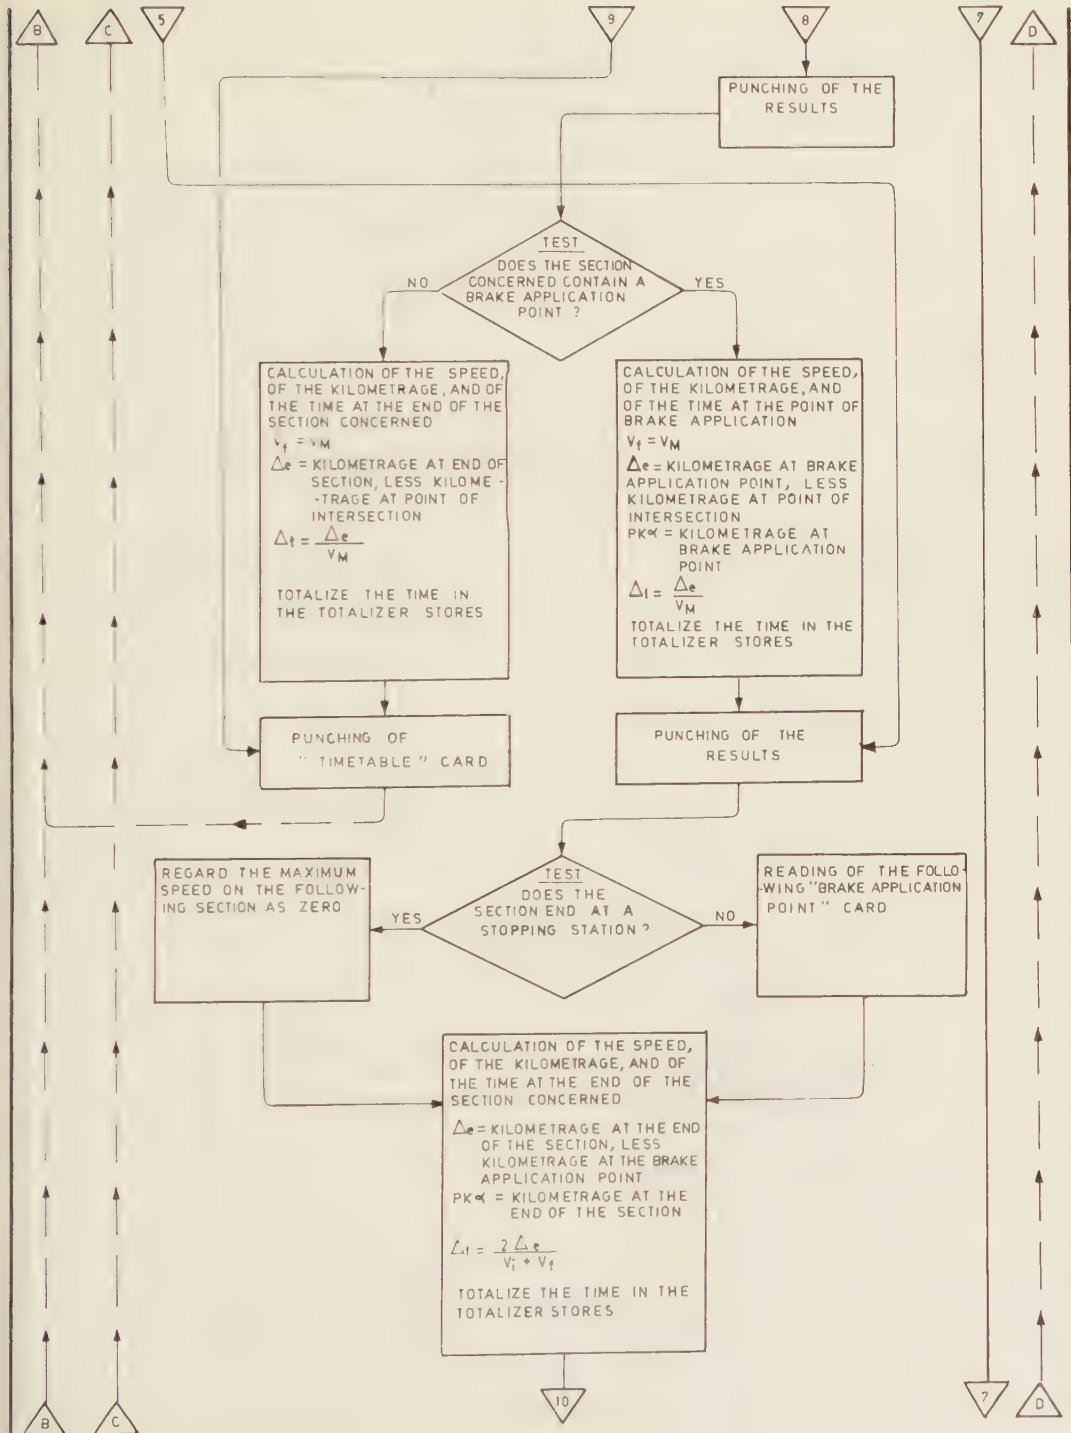 B
C
5
9
8
7
D
PUNCHING OF THE
RESULTS
TEST
DOES THE SECTION
CONCERNED CONTAIN A
BRAKE APPLICATION
POINT ?
NO
YES
CALCULATION OF THE SPEED,
OF THE KILOMETRAGE, AND OF
THE TIME AT THE END OF THE
SECTION CONCERNED
Vf = VM
Δe = KILOMETRAGE AT END OF
SECTION, LESS KILOME-
-TRAGE AT POINT OF
INTERSECTION
Δt = Δe / VM
TOTALIZE THE TIME IN
THE TOTALIZER STORES
CALCULATION OF THE SPEED,
OF THE KILOMETRAGE, AND
OF THE TIME AT THE POINT OF
BRAKE APPLICATION
Vf = VM
Δe = KILOMETRAGE AT BRAKE
APPLICATION POINT, LESS
KILOMETRAGE AT POINT OF
INTERSECTION
PK∝ = KILOMETRAGE AT
BRAKE APPLICATION
POINT
Δt = Δe / VM
TOTALIZE THE TIME IN THE
TOTALIZER STORES
PUNCHING OF
" TIMETABLE " CARD
PUNCHING OF THE
RESULTS
REGARD THE MAXIMUM
SPEED ON THE FOLLOW-
ING SECTION AS ZERO
YES
TEST
DOES THE
SECTION END AT A
STOPPING STATION ?
NO
READING OF THE FOLLO-
-WING "BRAKE APPLICATION
POINT" CARD
CALCULATION OF THE SPEED,
OF THE KILOMETRAGE, AND OF
THE TIME AT THE END OF THE
SECTION CONCERNED
Δe = KILOMETRAGE AT THE END
OF THE SECTION, LESS
KILOMETRAGE AT THE BRAKE
APPLICATION POINT
PK∝ = KILOMETRAGE AT THE
END OF THE SECTION
Δt = 2 Δe / Vi + Vf
TOTALIZE THE TIME IN THE
TOTALIZER STORES
B
C
10
7
D